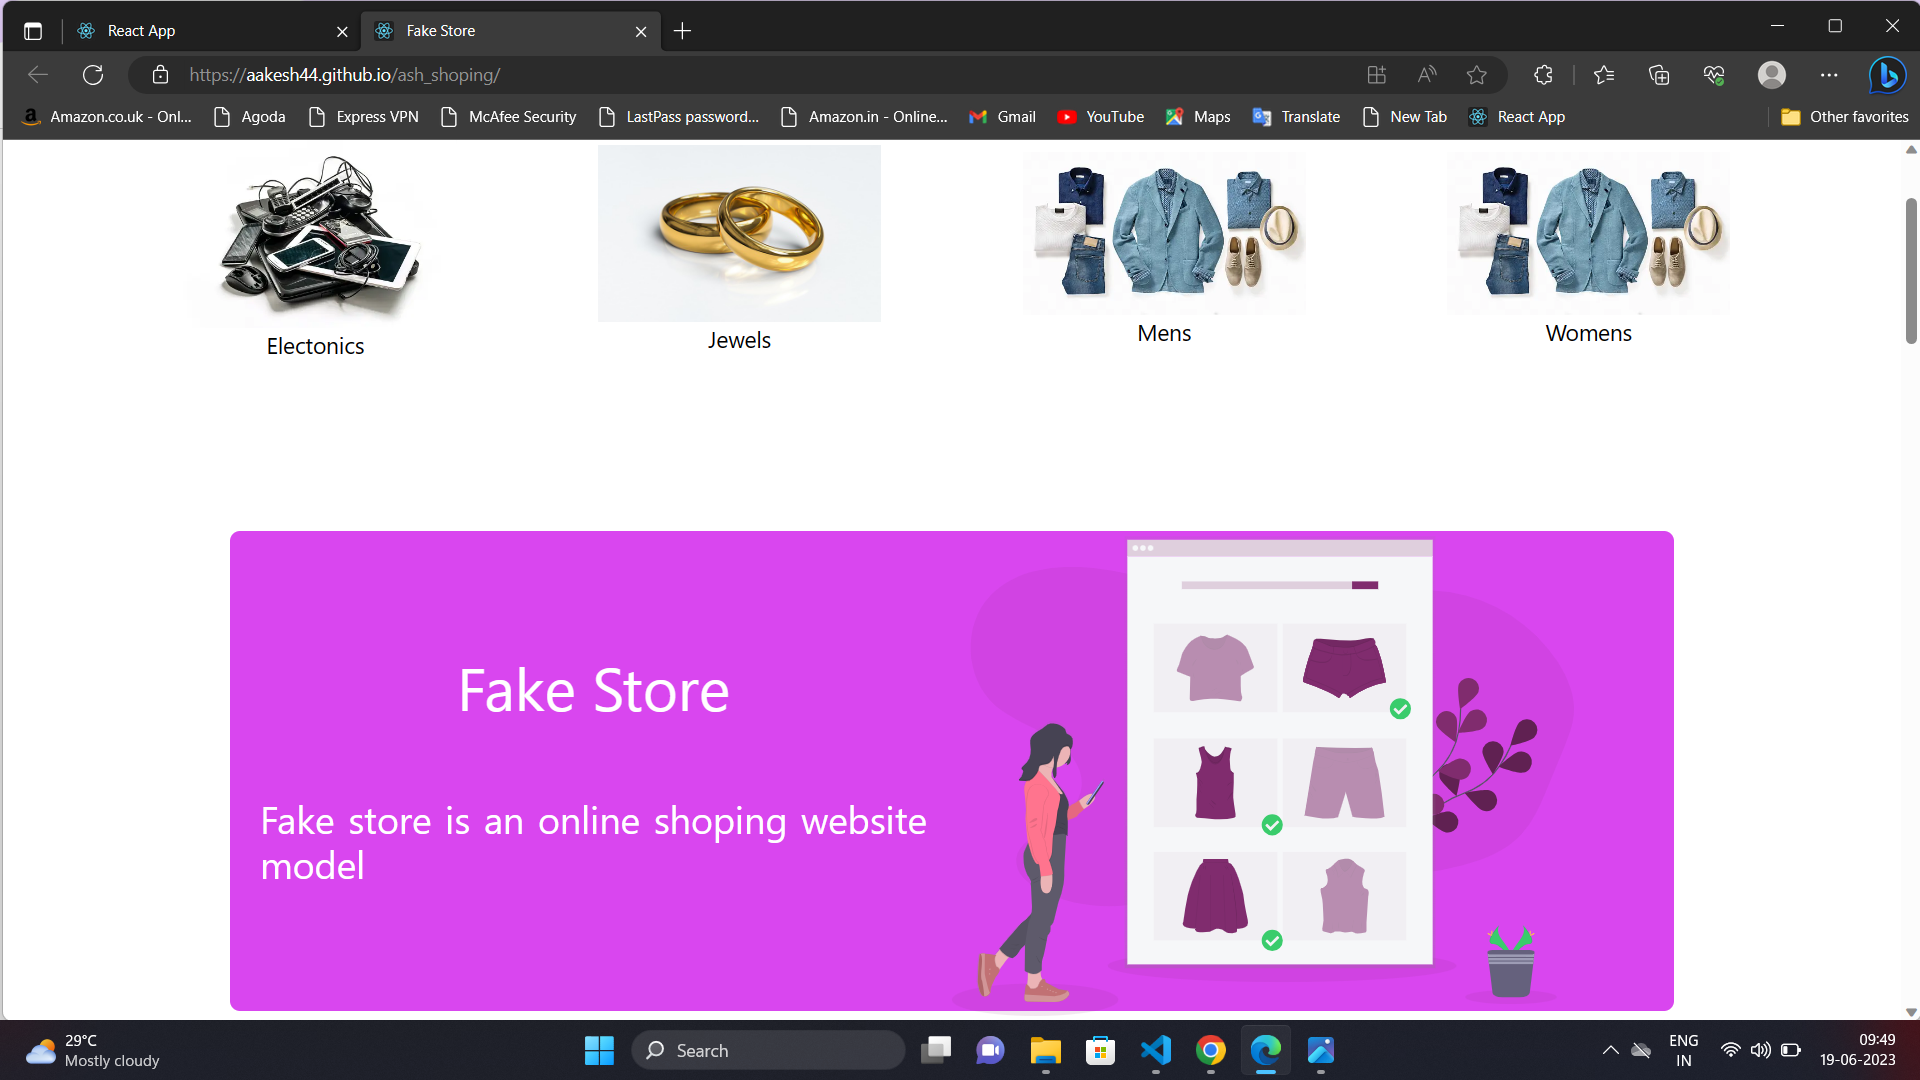 React App
Fake Store
https://aakesh44.github.io/ash_shoping/
Amazon.co.uk - Onl...
Agoda
Express VPN
McAfee Security
LastPass password...
Amazon.in - Online...
Gmail
YouTube
Maps
Translate
New Tab
React App
Other favorites
Electonics
Jewels
Mens
Womens
Fake Store
Fake store is an online shoping website
model
29°C
Mostly cloudy
Search
ENG
IN
09:49
19-06-2023